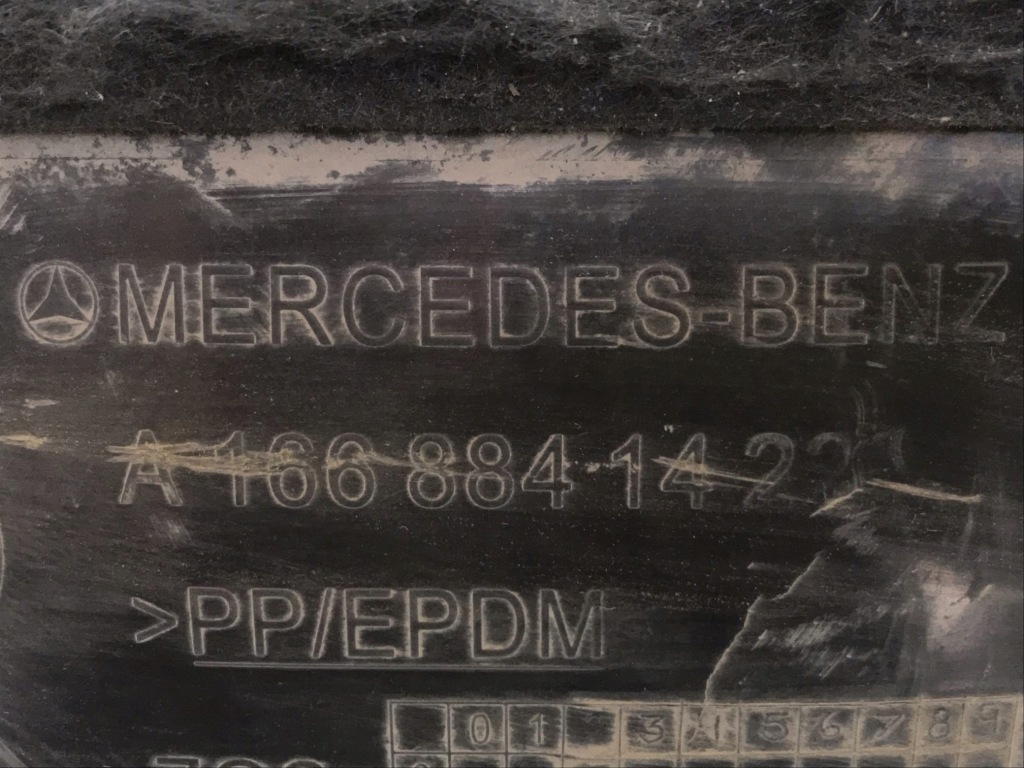 MERCEDES-BENZ
A 166 884 14 22
>PP/EPDM
0 1 3 4 5 6 7 8 9